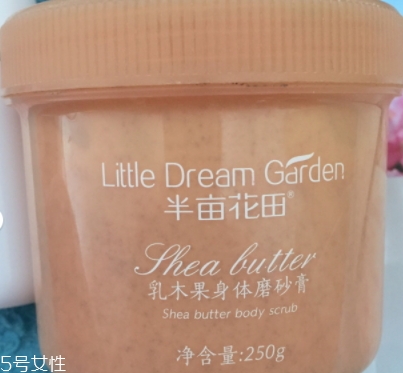 Little Dream Garden
半亩花田®
Shea butter
乳木果身体磨砂膏
Shea butter body scrub
净含量:250g
5号女性